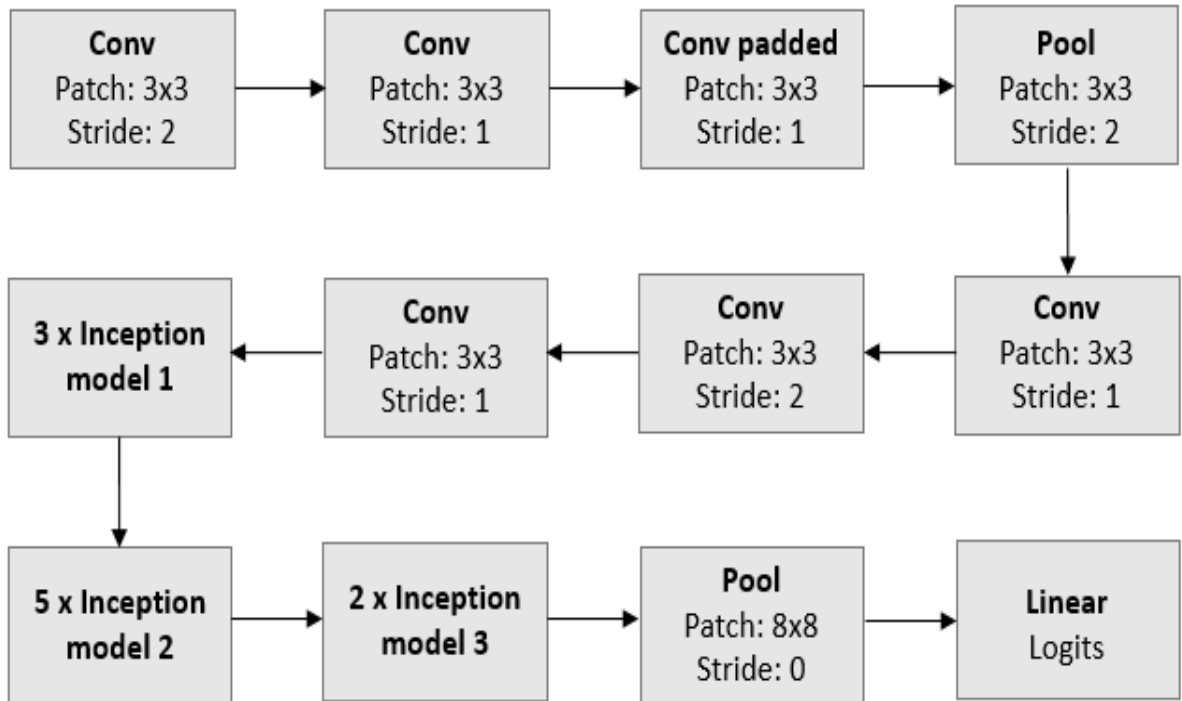 Conv
Patch: 3x3
Stride: 2
Conv
Patch: 3x3
Stride: 1
Conv padded
Patch: 3x3
Stride: 1
Pool
Patch: 3x3
Stride: 2
Conv
Patch: 3x3
Stride: 1
Conv
Patch: 3x3
Stride: 2
Conv
Patch: 3x3
Stride: 1
3 x Inception
model 1
5 x Inception
model 2
2 x Inception
model 3
Pool
Patch: 8x8
Stride: 0
Linear
Logits